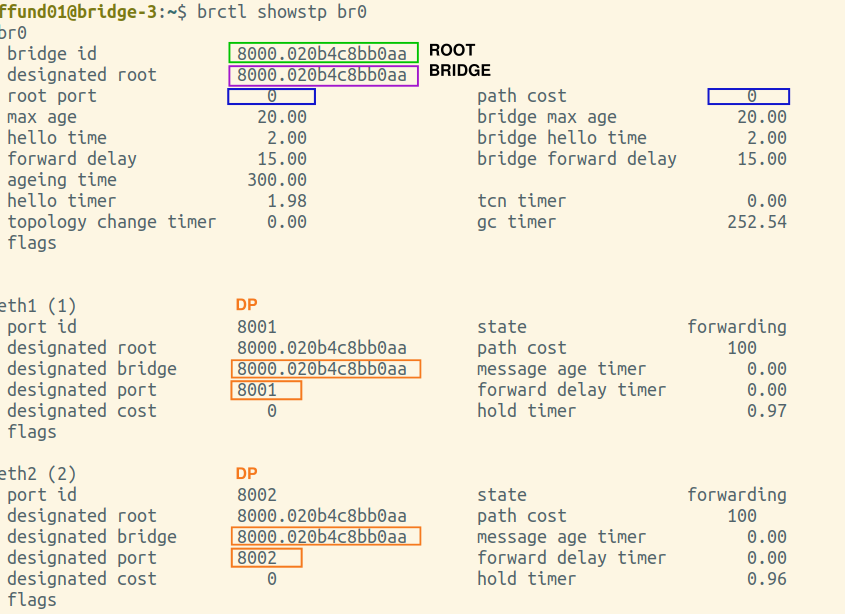 ffund01@bridge-3:~$ brctl showstp br0
br0
bridge id 8000.020b4c8bb0aa ROOT
designated root 8000.020b4c8bb0aa BRIDGE
root port 0 path cost 0
max age 20.00 bridge max age 20.00
hello time 2.00 bridge hello time 2.00
forward delay 15.00 bridge forward delay 15.00
ageing time 300.00
hello timer 1.98 tcn timer 0.00
topology change timer 0.00 gc timer 252.54
flags
eth1 (1) DP
port id 8001 state forwarding
designated root 8000.020b4c8bb0aa path cost 100
designated bridge 8000.020b4c8bb0aa message age timer 0.00
designated port 8001 forward delay timer 0.00
designated cost 0 hold timer 0.97
flags
eth2 (2) DP
port id 8002 state forwarding
designated root 8000.020b4c8bb0aa path cost 100
designated bridge 8000.020b4c8bb0aa message age timer 0.00
designated port 8002 forward delay timer 0.00
designated cost 0 hold timer 0.96
flags